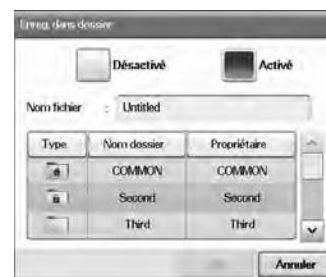 Enreg. dans dossier
Désactivé Activé
Nom fichier : Untitled
Type Nom dossier Propriétaire
COMMON COMMON
Second Second
Third Third
Annuler